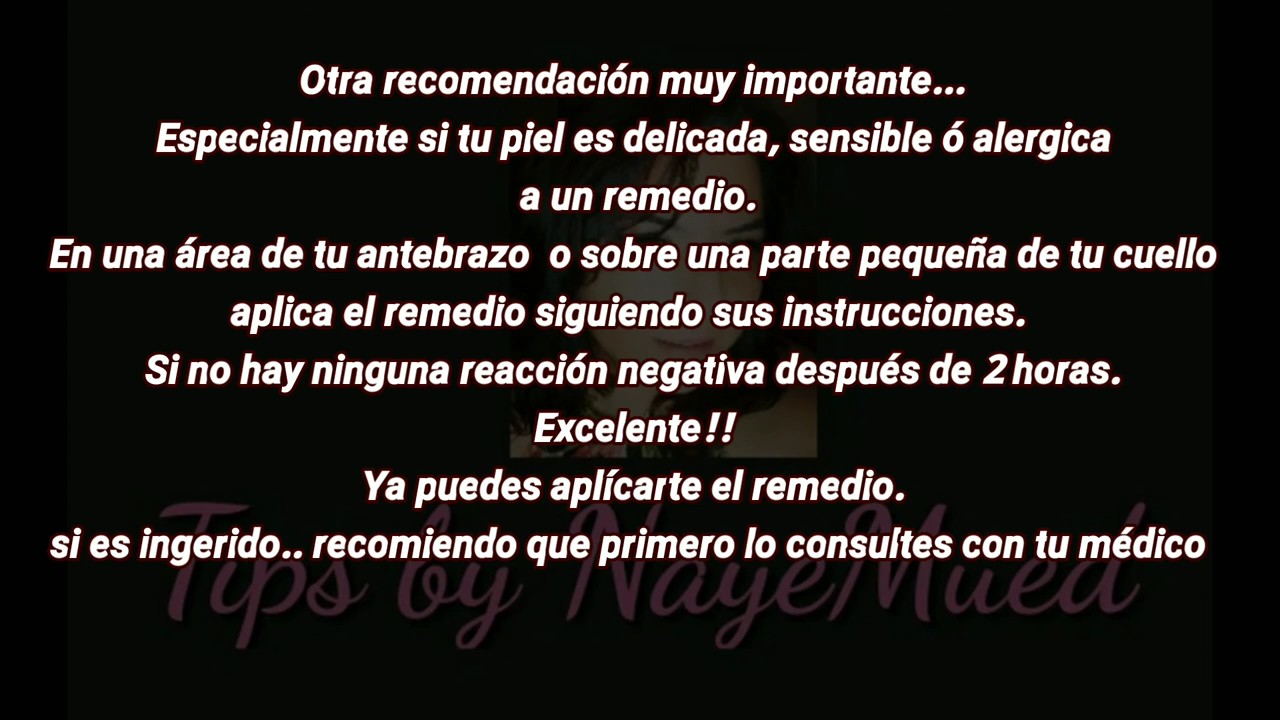 Otra recomendación muy importante...
Especialmente si tu piel es delicada, sensible ó alergica
a un remedio.
En una área de tu antebrazo o sobre una parte pequeña de tu cuello
aplica el remedio siguiendo sus instrucciones.
Si no hay ninguna reacción negativa después de 2 horas.
Excelente!!
Ya puedes aplícarte el remedio.
si es ingerido.. recomiendo que primero lo consultes con tu médico
Tips by NayeMued